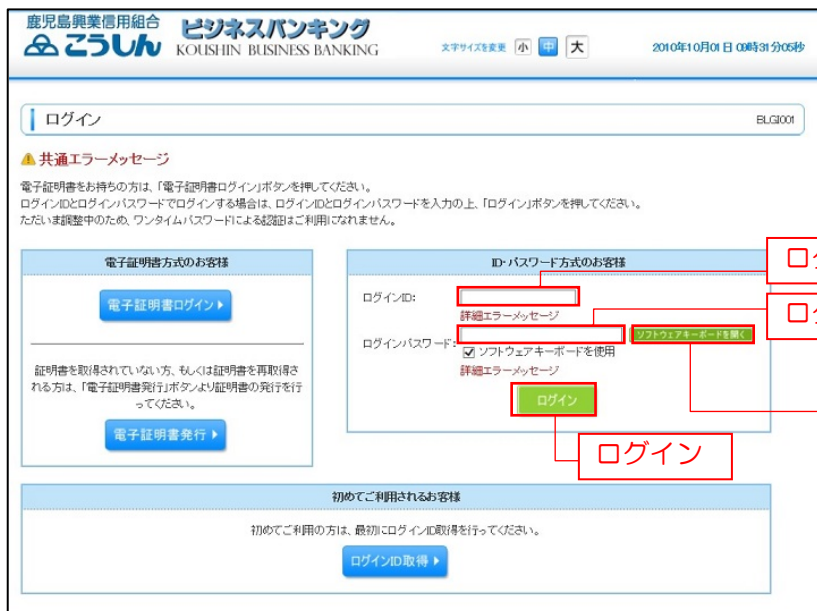 鹿児島興業信用組合
こうしん
ビジネスバンキング
KOUSHIN BUSINESS BANKING
文字サイズを変更 小 中 大
2010年10月01日 09時31分05秒
ログイン
BLGI001
共通エラーメッセージ
電子証明書をお持ちの方は、「電子証明書ログイン」ボタンを押してください。
ログインIDとログインパスワードでログインする場合は、ログインIDとログインパスワードを入力の上、「ログイン」ボタンを押してください。
ただいま調整中のため、ワンタイムパスワードによる認証はご利用になれません。
電子証明書方式のお客様
電子証明書ログイン
証明書を取得されていない方、もしくは証明書を再取得さ
れる方は、「電子証明書発行」ボタンより証明書の発行を行
ってください。
電子証明書発行
ID・パスワード方式のお客様
ログインID:
詳細エラーメッセージ
ログインパスワード:
ソフトウェアキーボードを開く
ソフトウェアキーボードを使用
詳細エラーメッセージ
ログイン
ログイン
初めてご利用されるお客様
初めてご利用の方は、最初にログインID取得を行ってください。
ログインID取得